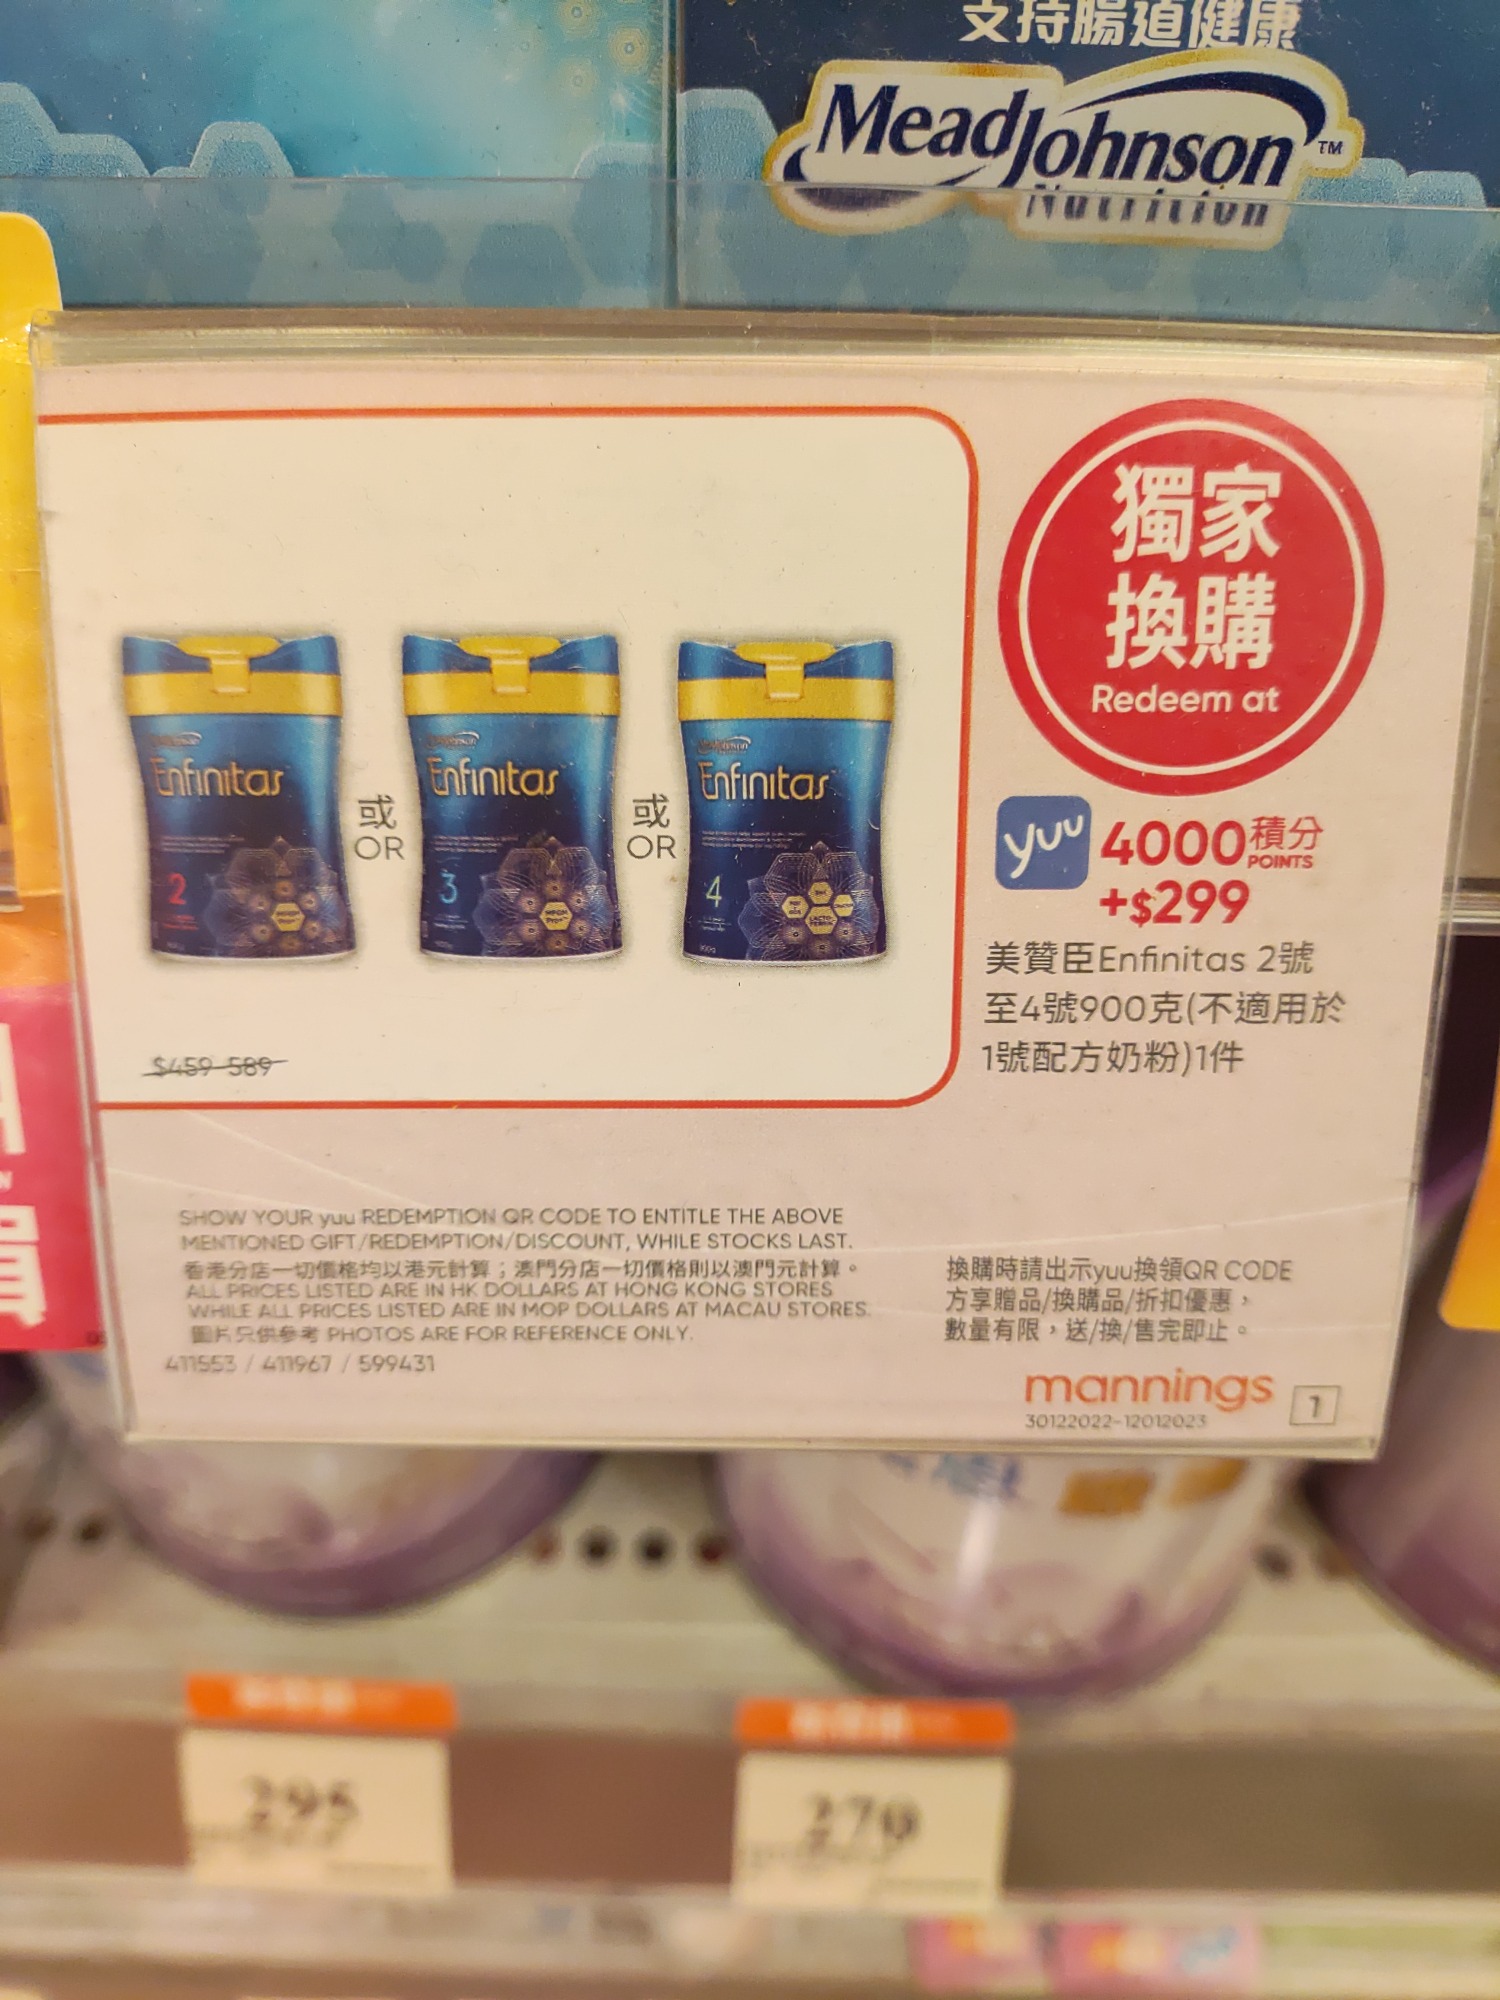 支持腸道健康
MeadJohnson™
Nutrition
獨家
換購
Redeem at
Enfinitas
2
或
OR
Enfinitas
3
或
OR
Enfinitas
4
yuu 4000積分
POINTS
+$299
美贊臣Enfinitas 2號
至4號900克(不適用於
1號配方奶粉)1件
$459-589
SHOW YOUR yuu REDEMPTION QR CODE TO ENTITLE THE ABOVE
MENTIONED GIFT/REDEMPTION/DISCOUNT, WHILE STOCKS LAST.
香港分店一切價格均以港元計算；澳門分店一切價格則以澳門元計算。
ALL PRICES LISTED ARE IN HK DOLLARS AT HONG KONG STORES
WHILE ALL PRICES LISTED ARE IN MOP DOLLARS AT MACAU STORES.
圖片只供參考 PHOTOS ARE FOR REFERENCE ONLY.
411553 / 411967 / 599431
換購時請出示yuu換領QR CODE
方享贈品/換購品/折扣優惠，
數量有限，送/換/售完即止。
mannings
30122022-12012023
1
295
279